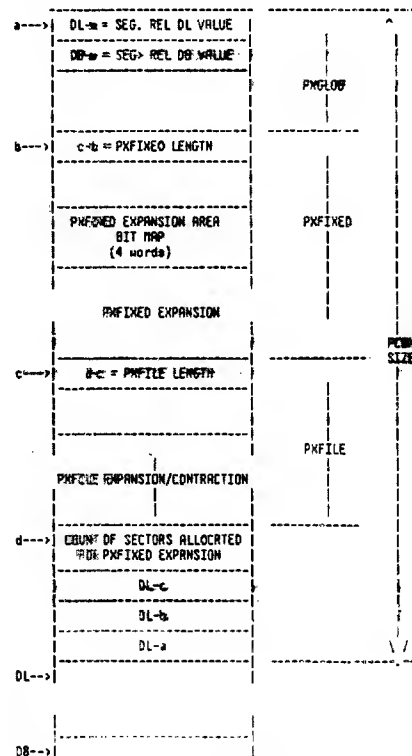 a---> DL-a = SEG. REL DL VALUE
DB-a = SEG> REL DB VALUE
PXGLOB
b---> c-b = PXFIXED LENGTH
PXFIXED EXPANSION AREA
BIT MAP
(4 words)
PXFIXED
PXFIXED EXPANSION
SIZE
c---> d-c = PXFILE LENGTH
PXFILE
PXFILE EXPANSION/CONTRACTION
d---> COUNT OF SECTORS ALLOCATED
FOR PXFIXED EXPANSION
DL-c
DL-b
DL-a
DL-->
DB-->